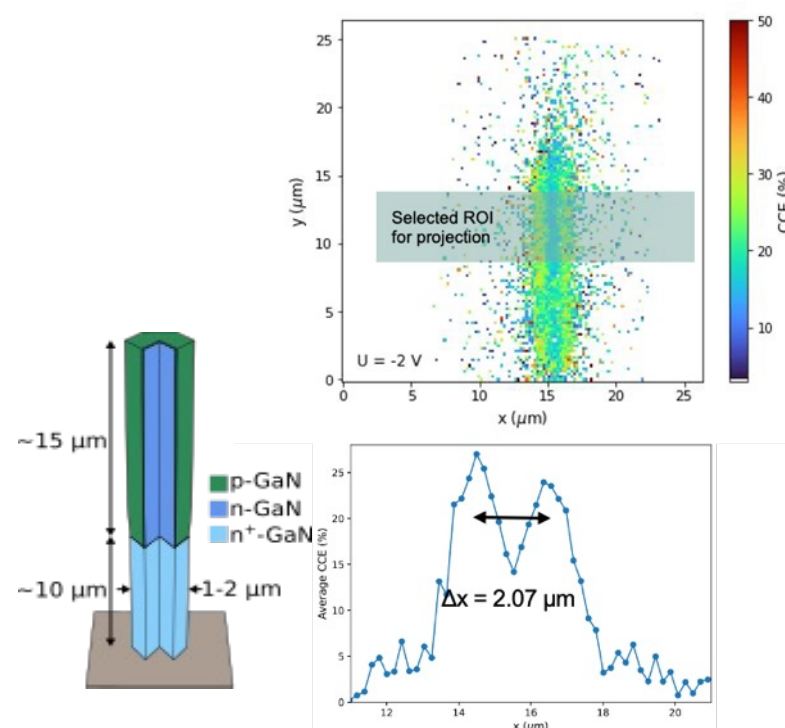 50
40
30
20
10
CCE (%)
25
20
15
10
5
0
y (μm)
Selected ROI
for projection
U = -2 V
0
5
10
15
20
25
x (μm)
~15 μm
p-GaN
n-GaN
n⁺-GaN
~10 μm
1-2 μm
25
20
15
10
5
0
Average CCE (%)
Δx = 2.07 μm
12
14
16
18
20
x (μm)